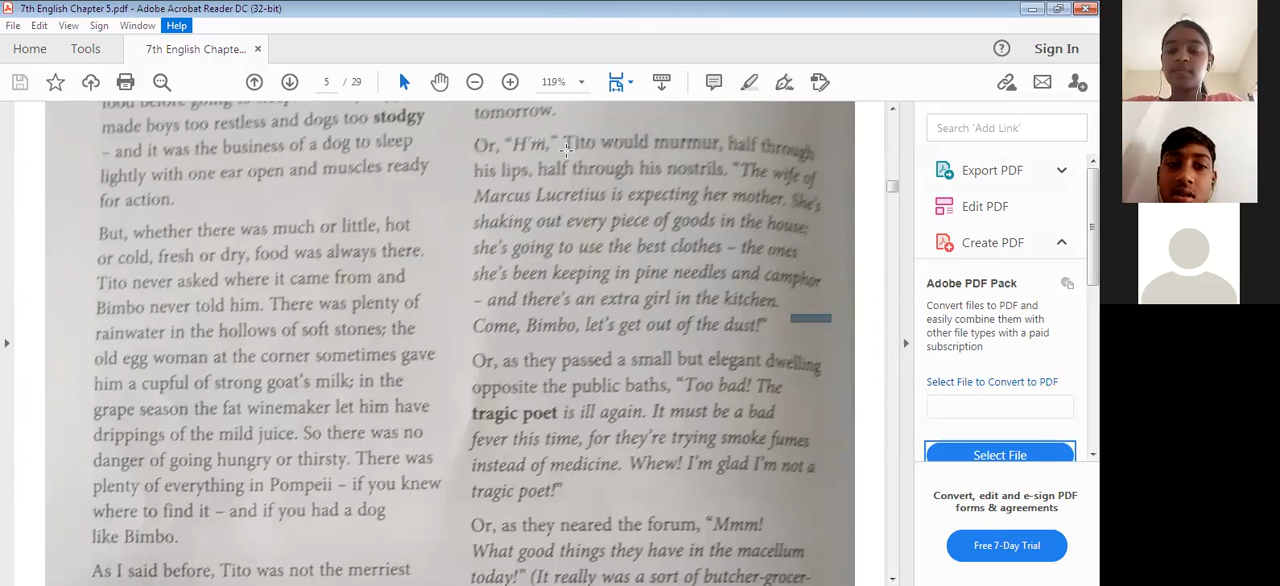 7th English Chapter 5.pdf - Adobe Acrobat Reader DC (32-bit)
File Edit View Sign Window Help
Home Tools 7th English Chapte... × Sign In
5 / 29 119%
food before going to
made boys too restless and dogs too stodgy
– and it was the business of a dog to sleep
lightly with one ear open and muscles ready
for action.
But, whether there was much or little, hot
or cold, fresh or dry, food was always there.
Tito never asked where it came from and
Bimbo never told him. There was plenty of
rainwater in the hollows of soft stones; the
old egg woman at the corner sometimes gave
him a cupful of strong goat's milk; in the
grape season the fat winemaker let him have
drippings of the mild juice. So there was no
danger of going hungry or thirsty. There was
plenty of everything in Pompeii – if you knew
where to find it – and if you had a dog
like Bimbo.
As I said before, Tito was not the merriest
tomorrow.
Or, "H'm," Tito would murmur, half through
his lips, half through his nostrils. "The wife of
Marcus Lucretius is expecting her mother. She's
shaking out every piece of goods in the house;
she's going to use the best clothes – the ones
she's been keeping in pine needles and camphor
– and there's an extra girl in the kitchen.
Come, Bimbo, let's get out of the dust!"
Or, as they passed a small but elegant dwelling
opposite the public baths, "Too bad! The
tragic poet is ill again. It must be a bad
fever this time, for they're trying smoke fumes
instead of medicine. Whew! I'm glad I'm not a
tragic poet!"
Or, as they neared the forum, "Mmm!
What good things they have in the macellum
today!" (It really was a sort of butcher-grocer-
Search 'Add Link'
Export PDF
Edit PDF
Create PDF
Adobe PDF Pack
Convert files to PDF and
easily combine them with
other file types with a paid
subscription
Select File to Convert to PDF
Select File
Convert, edit and e-sign PDF
forms & agreements
Free 7-Day Trial